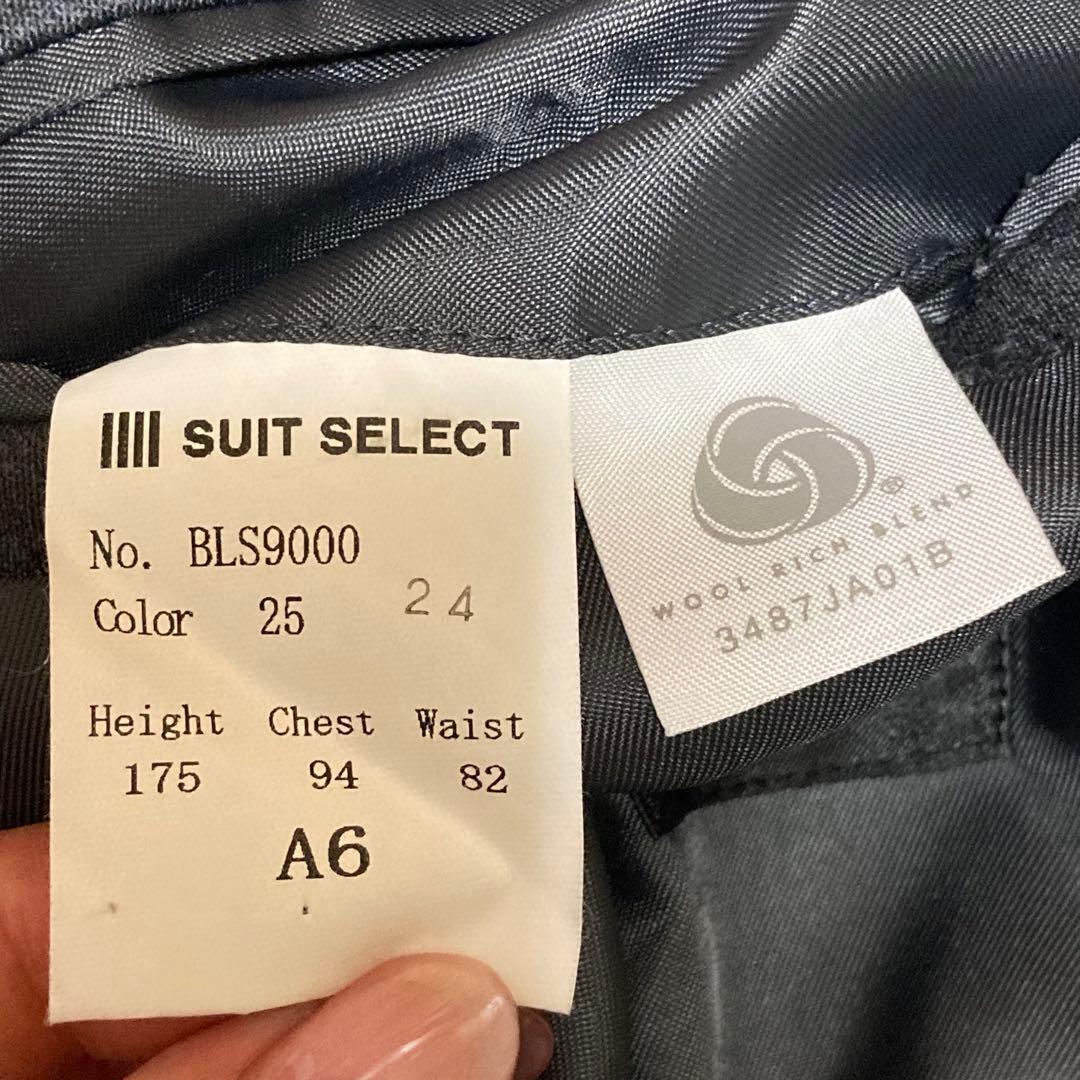 SUIT SELECT
No. BLS9000
Color 25 24
Height Chest Waist
175 94 82
A6
®
WOOL RICH BLEND
3487JA01B